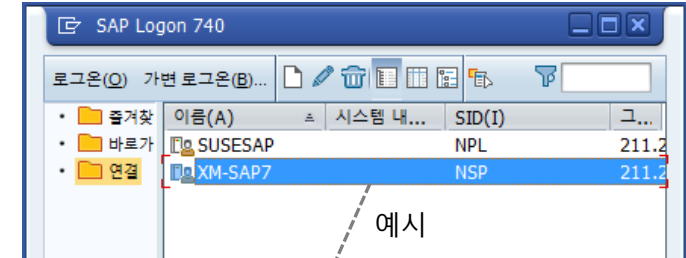 SAP Logon 740
로그온(O) 가변 로그온(B)...
즐겨찾 이름(A) 시스템 내... SID(I) 그...
바로가 SUSESAP NPL 211.2
연결 XM-SAP7 NSP 211.2
예시